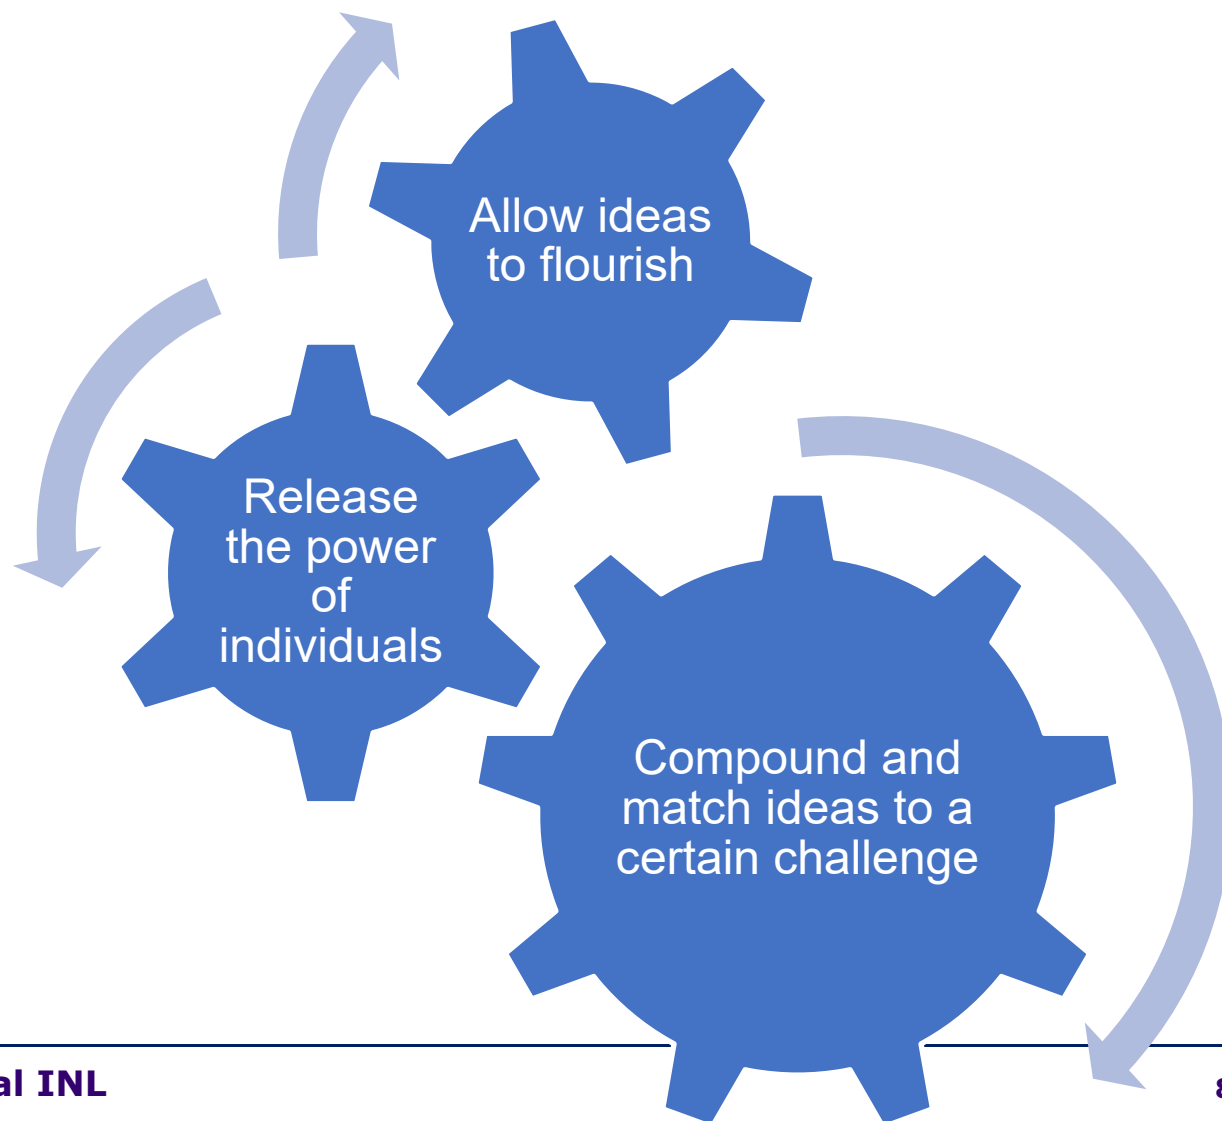 Allow ideas
to flourish
Release
the power
of
individuals
Compound and
match ideas to a
certain challenge
al INL